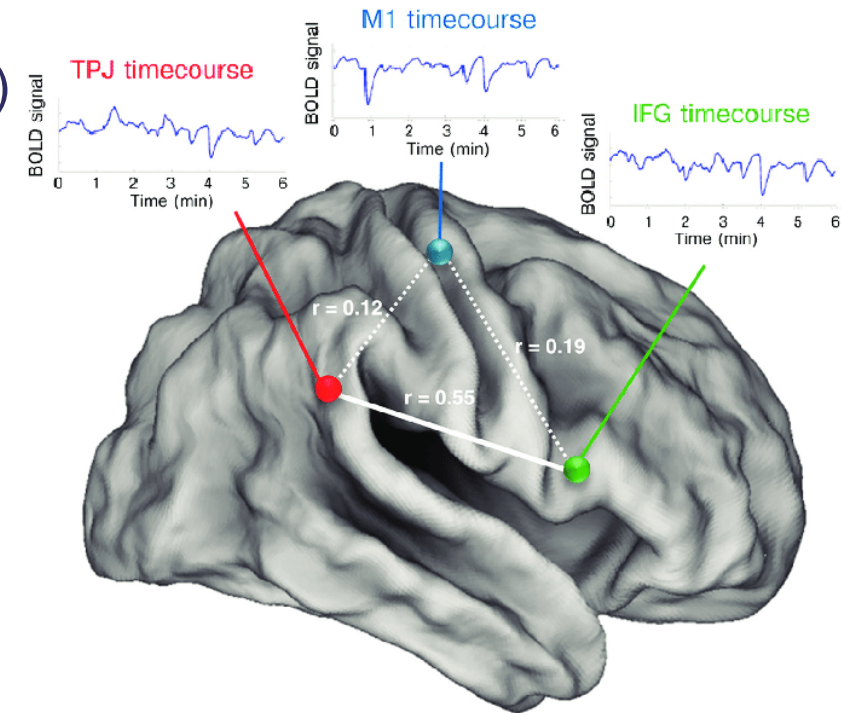 )
TPJ timecourse
BOLD signal
0 1 2 3 4 5 6
Time (min)
M1 timecourse
BOLD signal
0 1 2 3 4 5 6
Time (min)
IFG timecourse
BOLD signal
0 1 2 3 4 5 6
Time (min)
r = 0.12
r = 0.19
r = 0.55